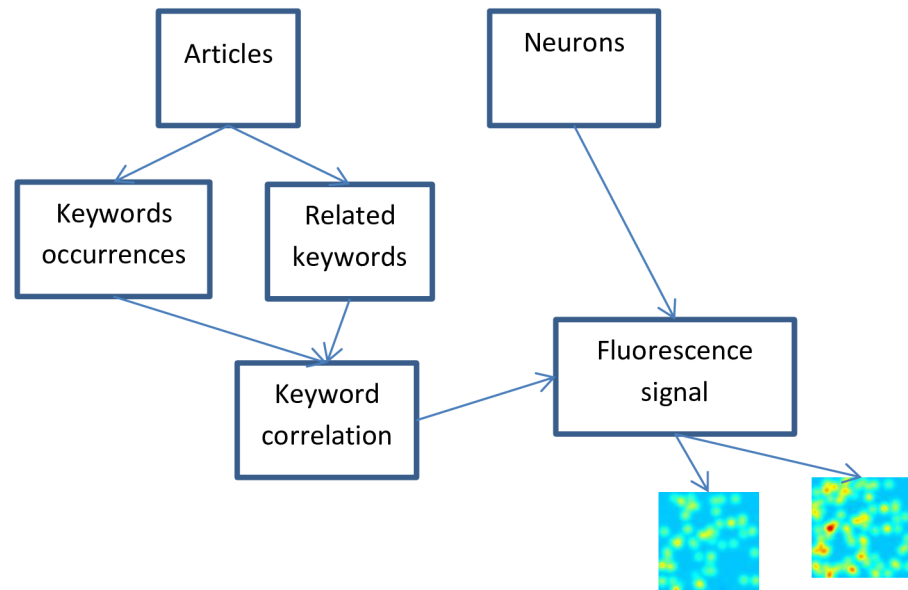 Articles
Neurons
Keywords
occurrences
Related
keywords
Fluorescence
signal
Keyword
correlation